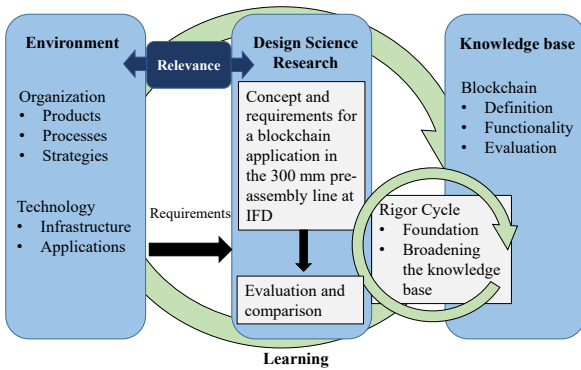 Environment
Organization
• Products
• Processes
• Strategies
Technology
• Infrastructure
• Applications
Relevance
Requirements
Design Science
Research
Concept and
requirements for
a blockchain
application in
the 300 mm pre-
assembly line at
IFD
Evaluation and
comparison
Knowledge base
Blockchain
• Definition
• Functionality
• Evaluation
Rigor Cycle
• Foundation
• Broadening
the knowledge
base
Learning